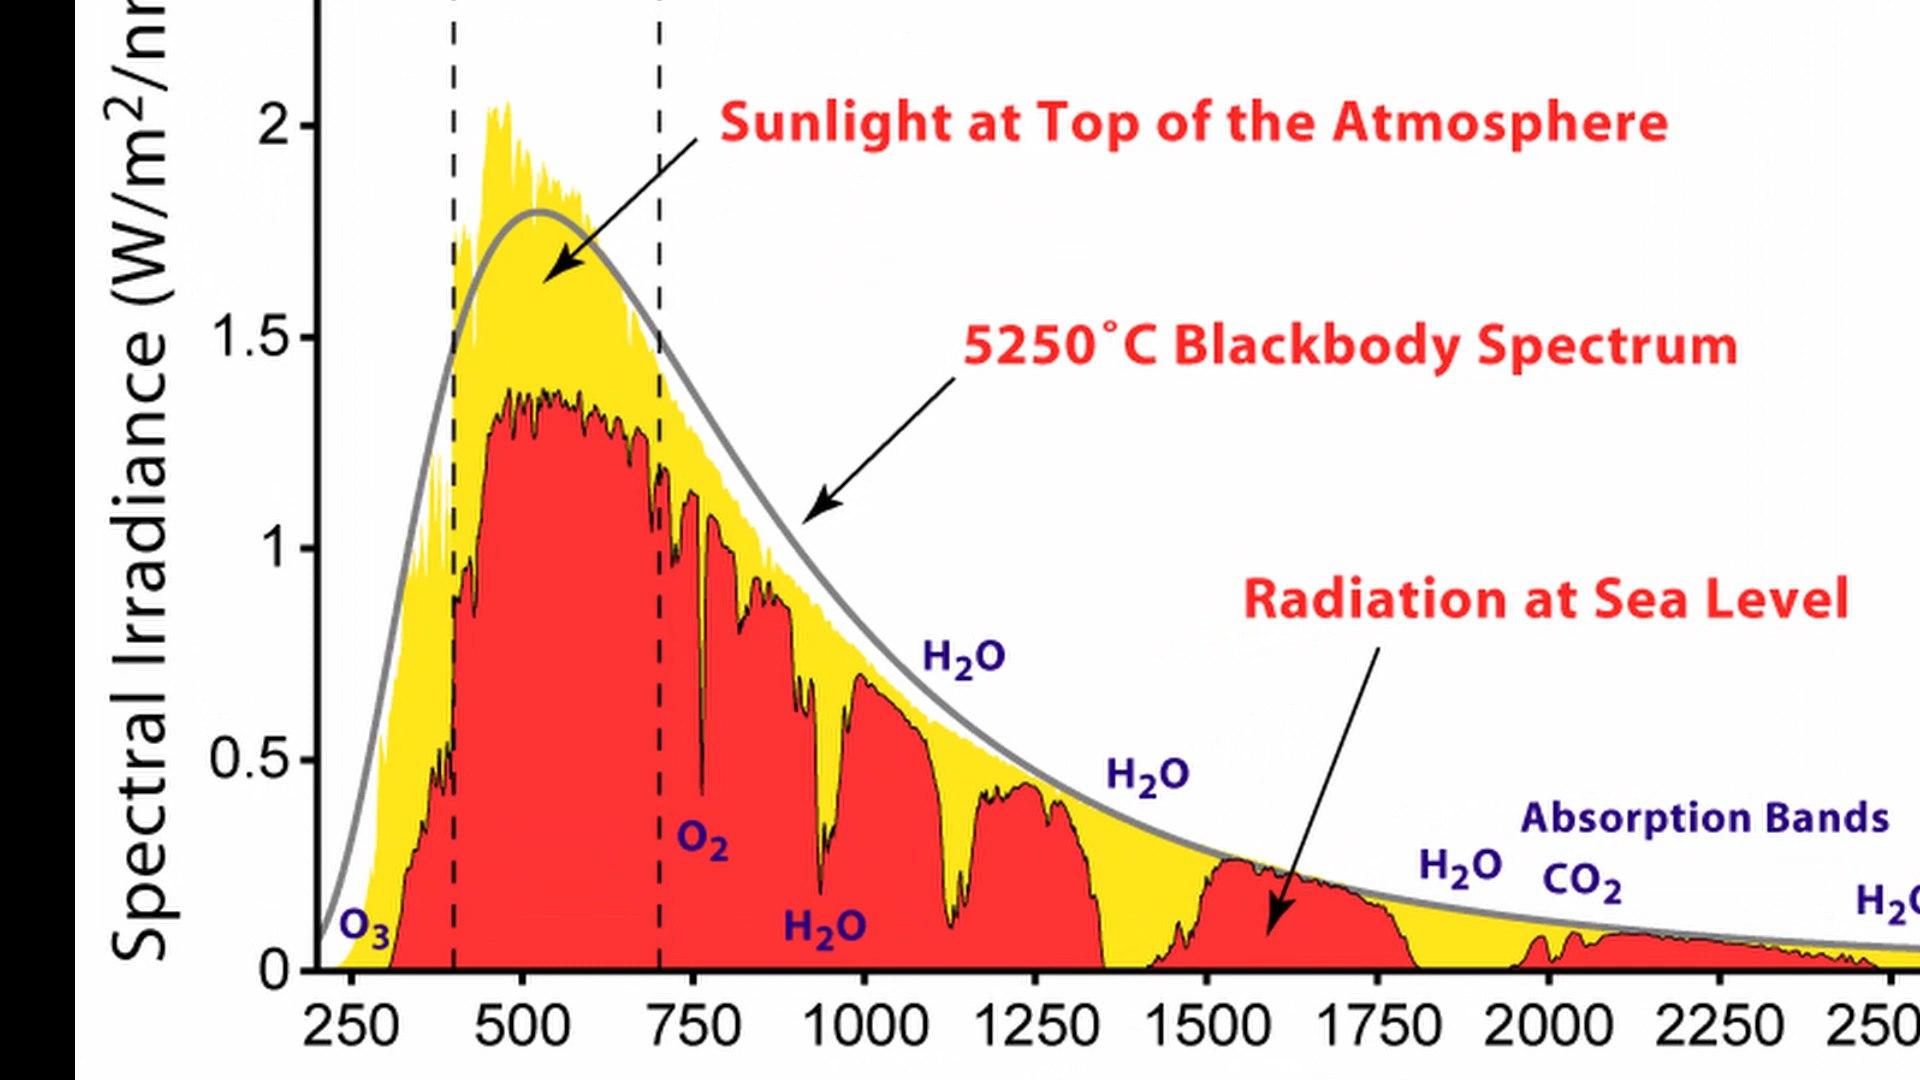 Spectral Irradiance (W/m²/n
2
1.5
1
0.5
0
Sunlight at Top of the Atmosphere
5250°C Blackbody Spectrum
Radiation at Sea Level
H₂O
H₂O
Absorption Bands
H₂O
CO₂
H₂O
O₂
H₂O
O₃
250 500 750 1000 1250 1500 1750 2000 2250 250